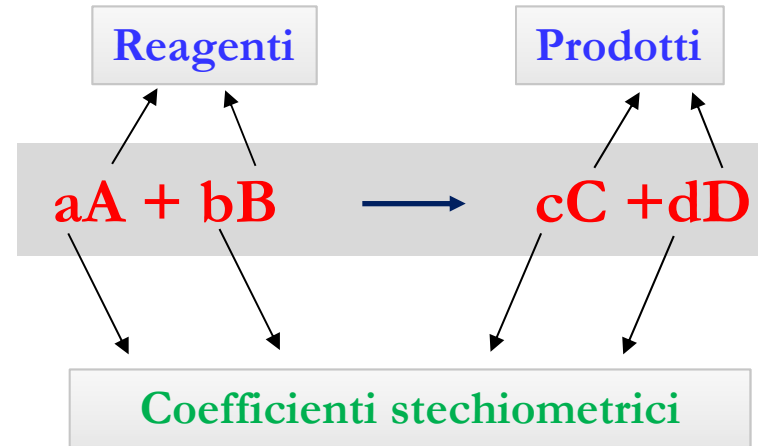 Reagenti Prodotti
aA + bB ⟶ cC +dD
Coefficienti stechiometrici